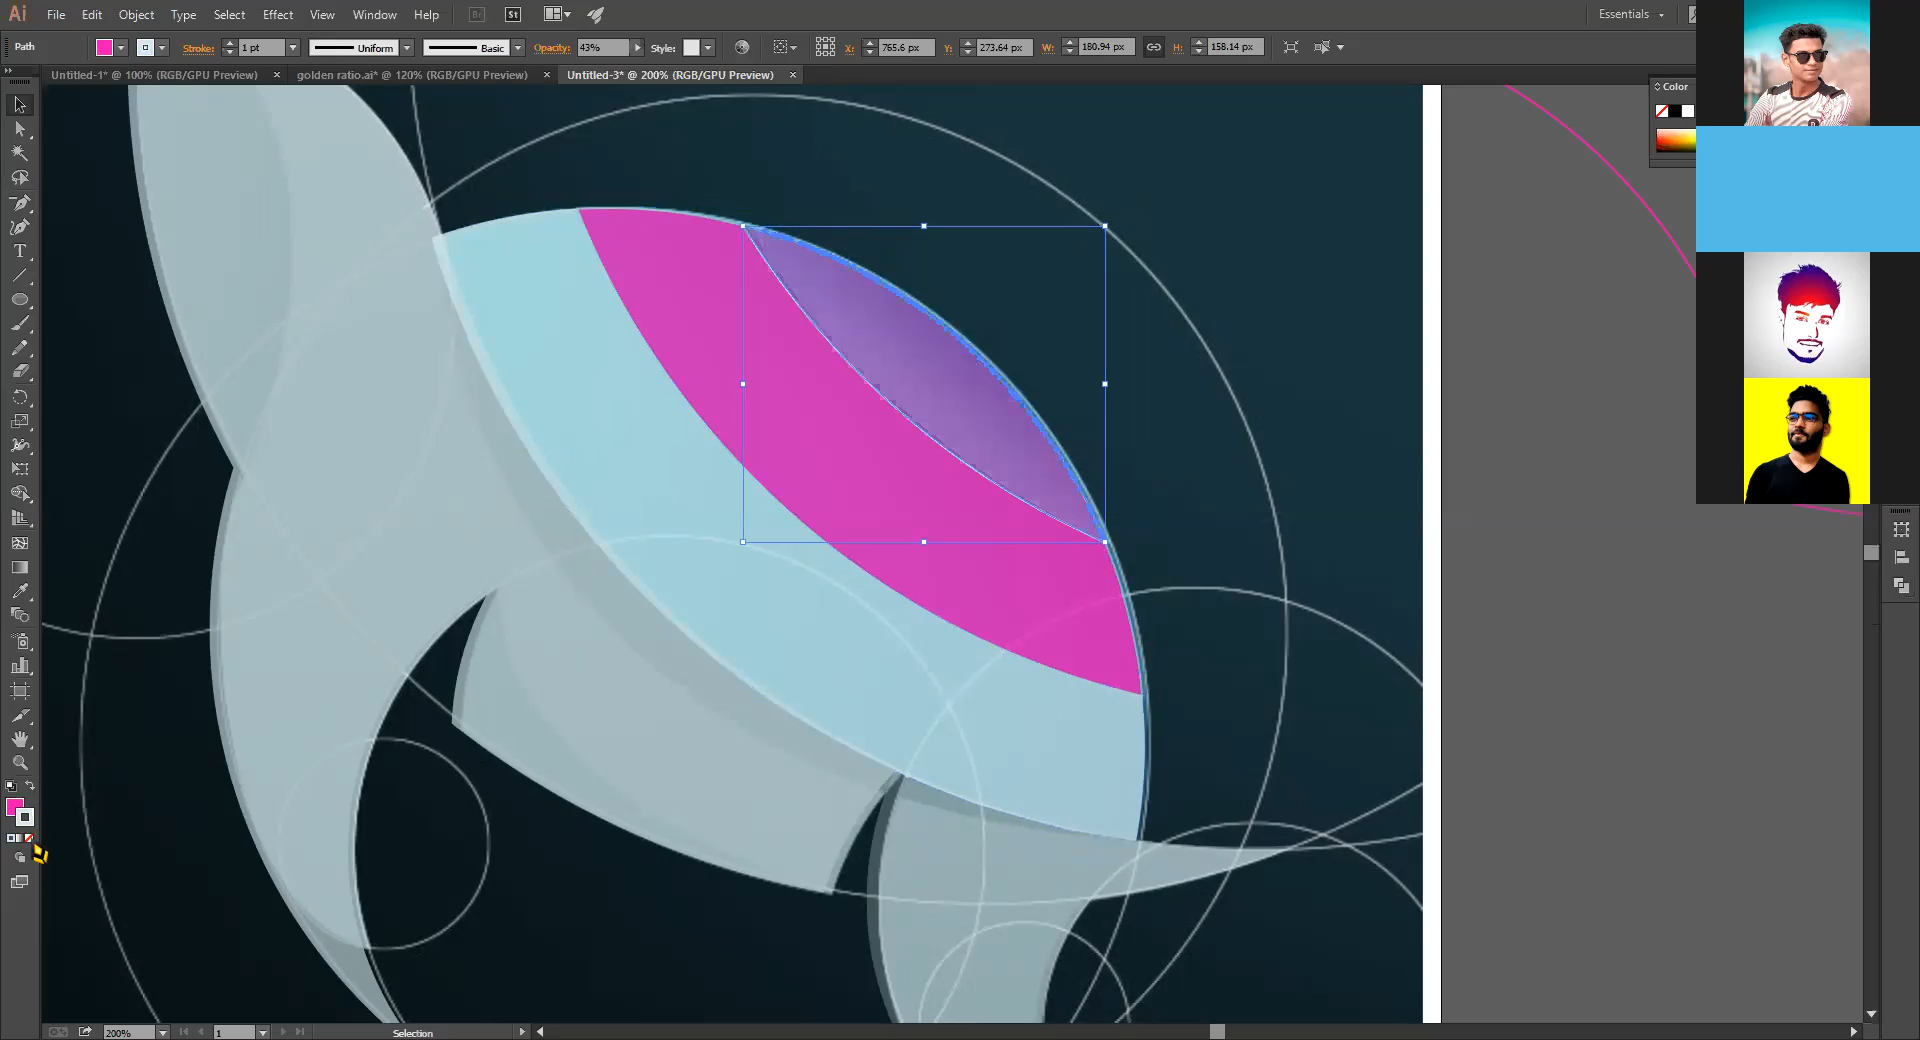 Ai File Edit Object Type Select Effect View Window Help Br St Essentials
Path Stroke: 1 pt Uniform Basic Opacity: 43% Style: X: 765.6 px Y: 273.64 px W: 180.94 px H: 158.14 px
Untitled-1* @ 100% (RGB/GPU Preview) × golden ratio.ai* @ 120% (RGB/GPU Preview) × Untitled-3* @ 200% (RGB/GPU Preview) ×
Color
200% 1 Selection